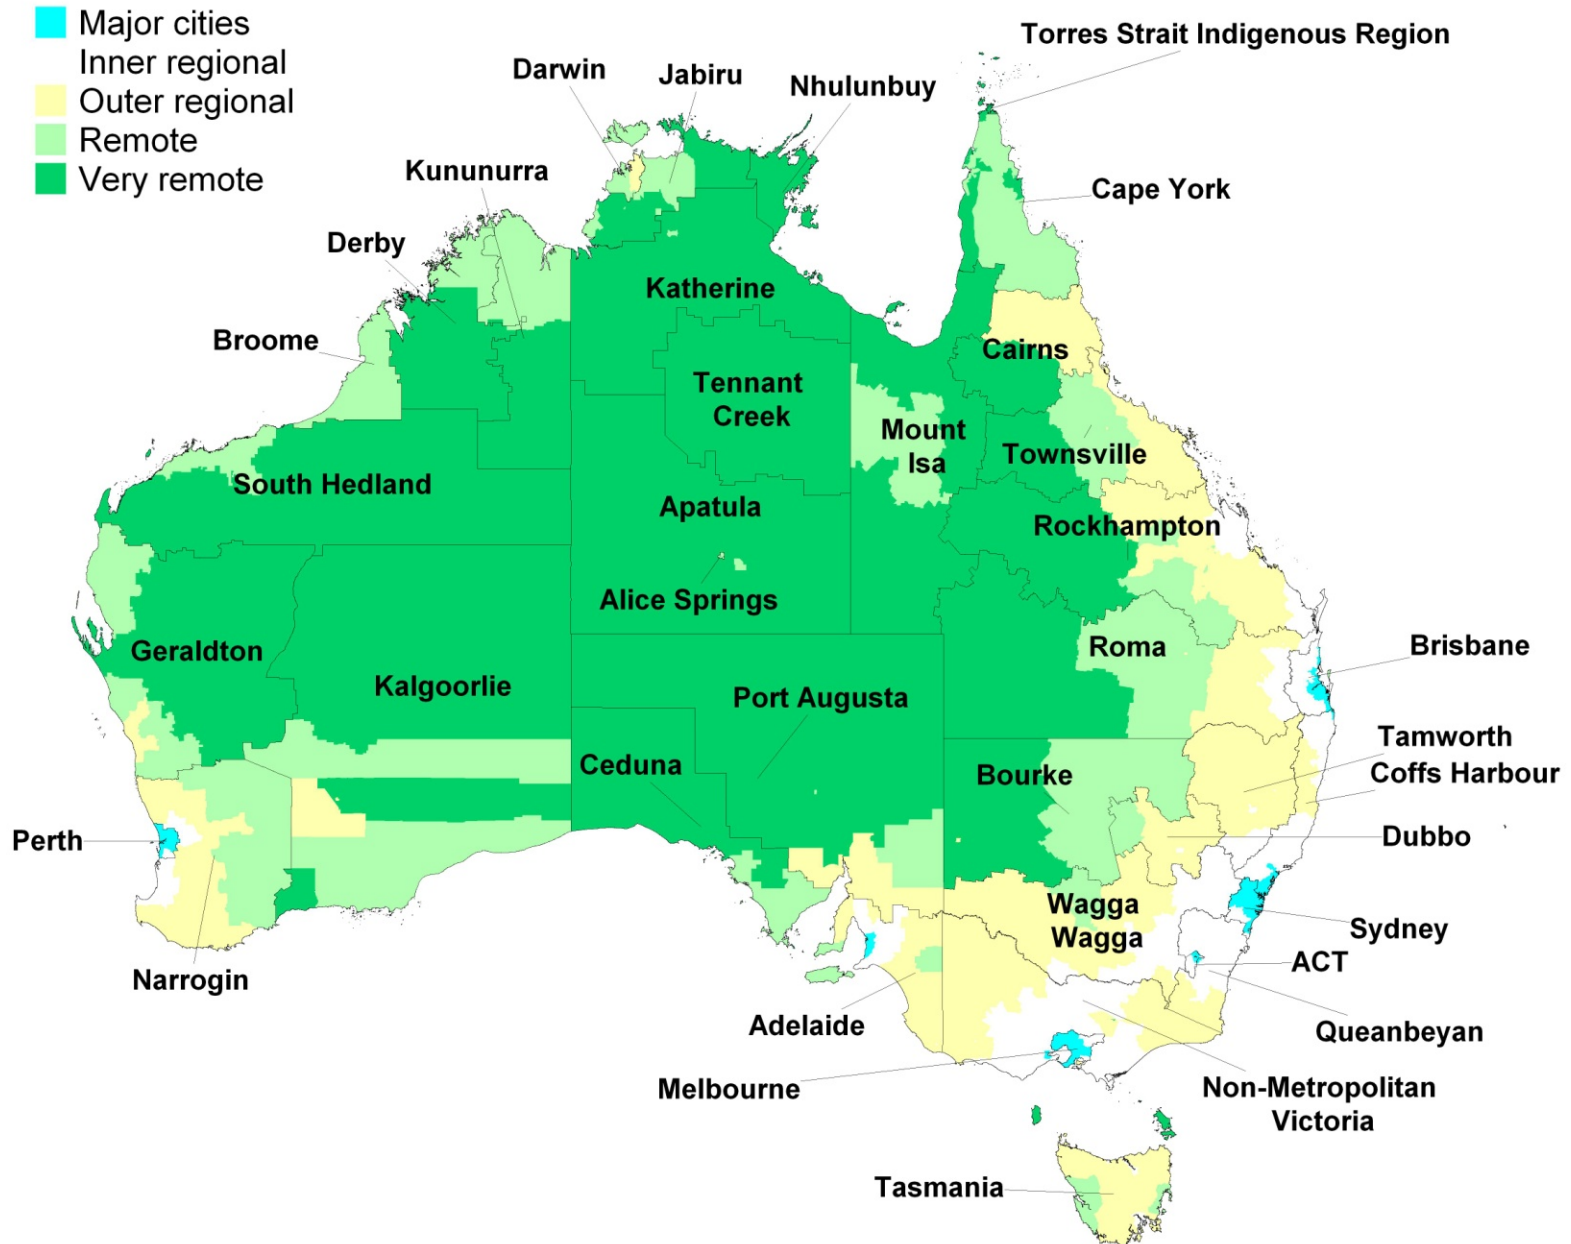 Major cities
Inner regional
Outer regional
Remote
Very remote
Torres Strait Indigenous Region
Darwin
Jabiru
Nhulunbuy
Kununurra
Cape York
Derby
Katherine
Broome
Cairns
Tennant
Creek
Mount
Isa
Townsville
South Hedland
Apatula
Rockhampton
Alice Springs
Geraldton
Roma
Brisbane
Kalgoorlie
Port Augusta
Tamworth
Ceduna
Bourke
Coffs Harbour
Perth
Dubbo
Wagga
Wagga
Sydney
ACT
Narrogin
Adelaide
Queanbeyan
Melbourne
Non-Metropolitan
Victoria
Tasmania